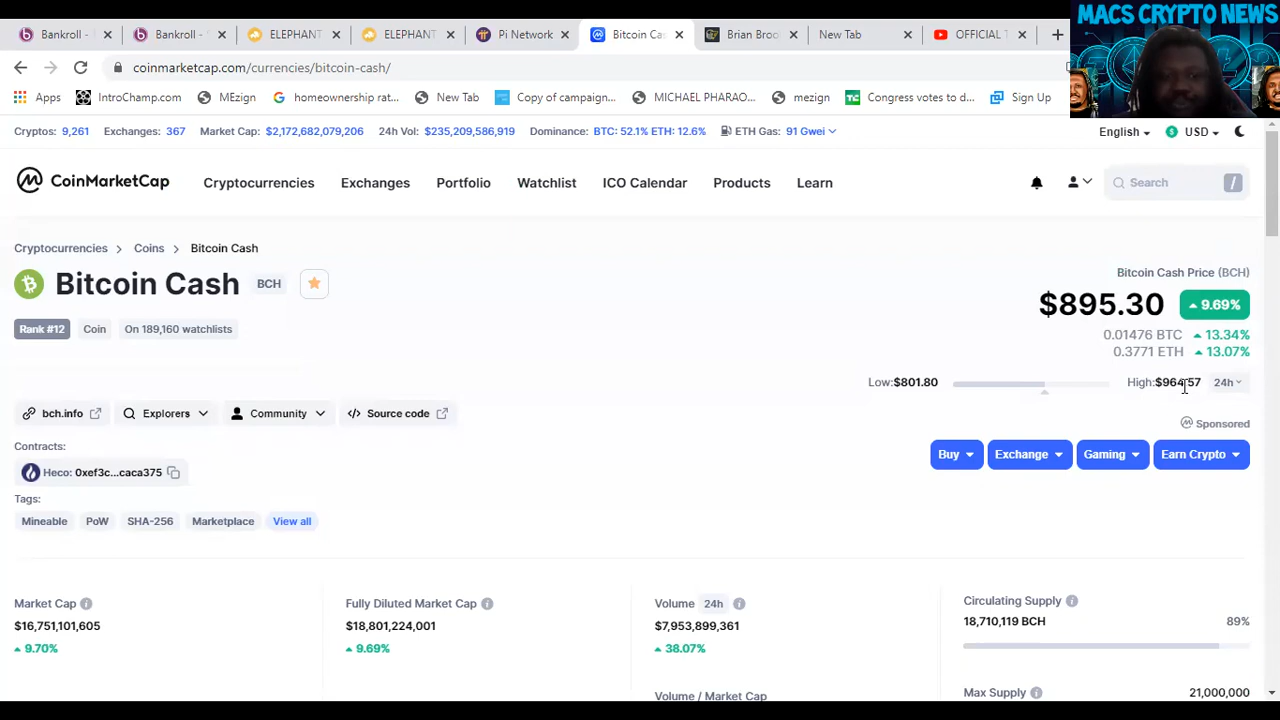 MACS CRYPTO NEWS
Bankroll -
Bankroll -
ELEPHANT
ELEPHANT
Pi Network
Bitcoin Cas
Brian Broo
New Tab
OFFICIAL T
coinmarketcap.com/currencies/bitcoin-cash/
Apps IntroChamp.com MEzign homeownership rat... New Tab Copy of campaign... MICHAEL PHARAO... mezign Congress votes to d... Sign Up
Cryptos: 9,261 Exchanges: 367 Market Cap: $2,172,682,079,206 24h Vol: $235,209,586,919 Dominance: BTC: 52.1% ETH: 12.6% ETH Gas: 91 Gwei English USD
CoinMarketCap Cryptocurrencies Exchanges Portfolio Watchlist ICO Calendar Products Learn Search /
Cryptocurrencies > Coins > Bitcoin Cash
Bitcoin Cash BCH
Rank #12 Coin On 189,160 watchlists
Bitcoin Cash Price (BCH)
$895.30 9.69%
0.01476 BTC 13.34%
0.3771 ETH 13.07%
Low:$801.80 High:$964.57 24h
bch.info Explorers Community Source code
Sponsored
Contracts:
Buy Exchange Gaming Earn Crypto
Heco: 0xef3c...caca375
Tags:
Mineable PoW SHA-256 Marketplace View all
Market Cap
$16,751,101,605
9.70%
Fully Diluted Market Cap
$18,801,224,001
9.69%
Volume 24h
$7,953,899,361
38.07%
Volume / Market Cap
Circulating Supply
18,710,119 BCH 89%
Max Supply 21,000,000